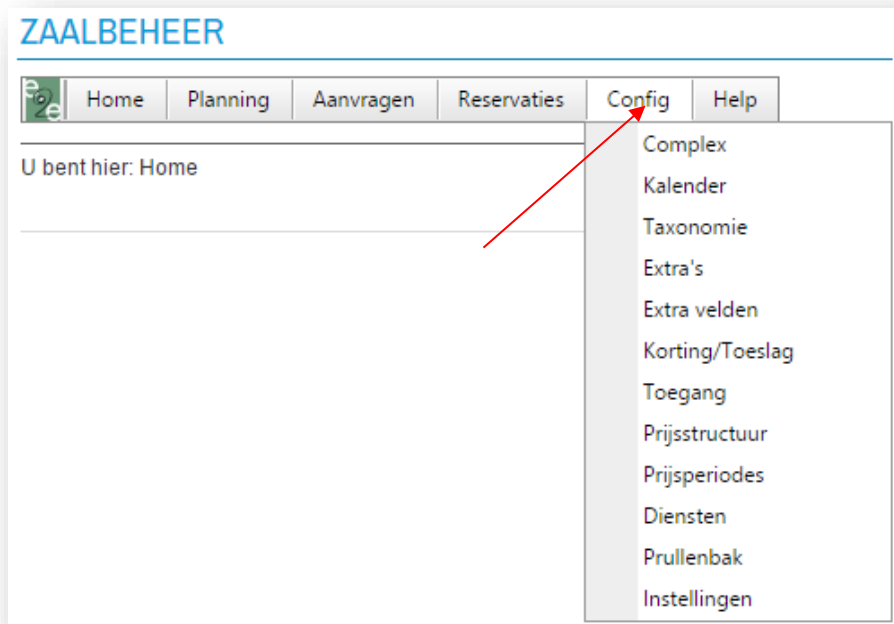 ZAALBEHEER
e2e Home Planning Aanvragen Reservaties Config Help
U bent hier: Home
Complex
Kalender
Taxonomie
Extra's
Extra velden
Korting/Toeslag
Toegang
Prijsstructuur
Prijsperiodes
Diensten
Prullenbak
Instellingen